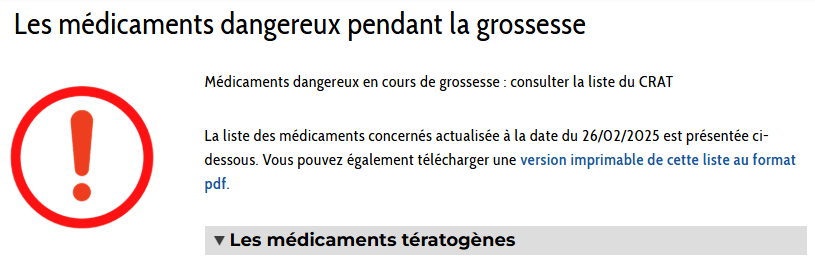 Les médicaments dangereux pendant la grossesse
Médicaments dangereux en cours de grossesse : consulter la liste du CRAT
La liste des médicaments concernés actualisée à la date du 26/02/2025 est présentée ci-
dessous. Vous pouvez également télécharger une version imprimable de cette liste au format
pdf.
▼ Les médicaments tératogènes